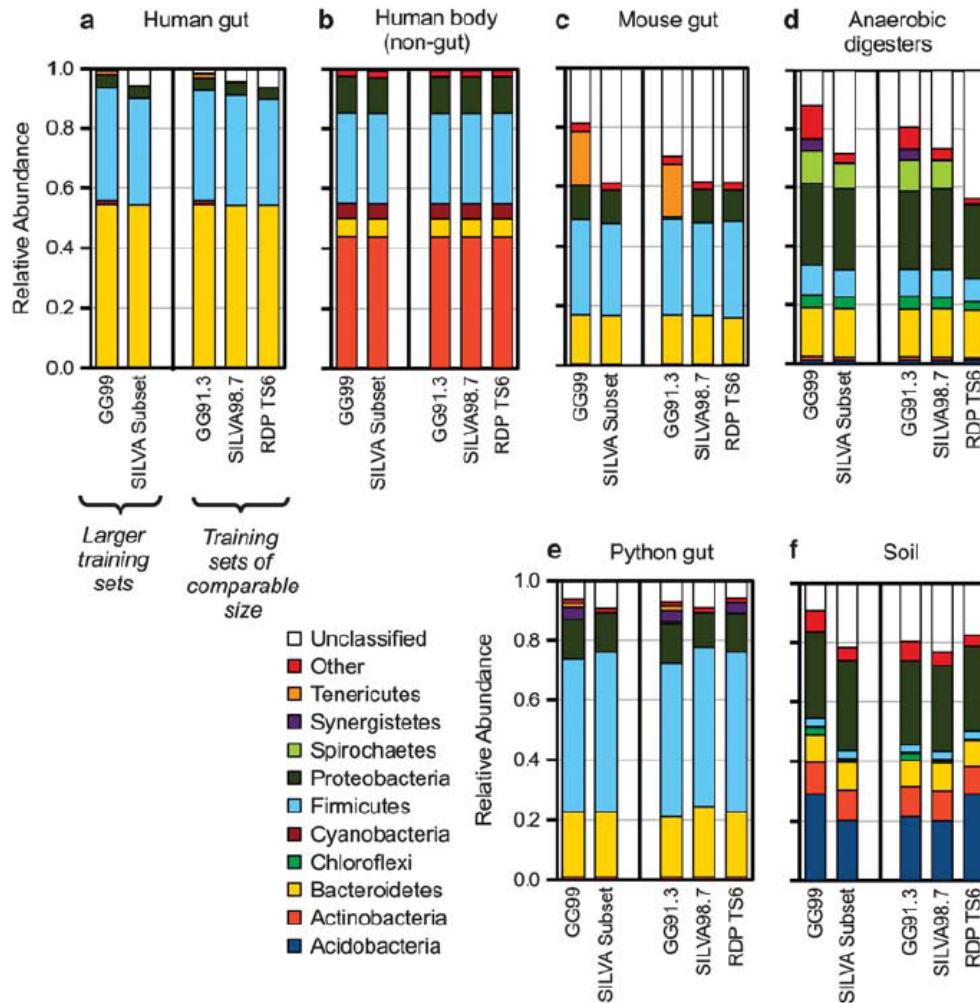 a Human gut
b Human body
(non-gut)
c Mouse gut
d Anaerobic
digesters
Relative Abundance
1.0
0.8
0.6
0.4
0.2
0.0
GG99
SILVA Subset
GG91.3
SILVA98.7
RDP TS6
GG99
SILVA Subset
GG91.3
SILVA98.7
RDP TS6
GG99
SILVA Subset
GG91.3
SILVA98.7
RDP TS6
GG99
SILVA Subset
GG91.3
SILVA98.7
RDP TS6
Larger
training
sets
Training
sets of
comparable
size
Unclassified
Other
Tenericutes
Synergistetes
Spirochaetes
Proteobacteria
Firmicutes
Cyanobacteria
Chloroflexi
Bacteroidetes
Actinobacteria
Acidobacteria
e Python gut
f Soil
Relative Abundance
1.0
0.8
0.6
0.4
0.2
0.0
GG99
SILVA Subset
GG91.3
SILVA98.7
RDP TS6
GG99
SILVA Subset
GG91.3
SILVA98.7
RDP TS6